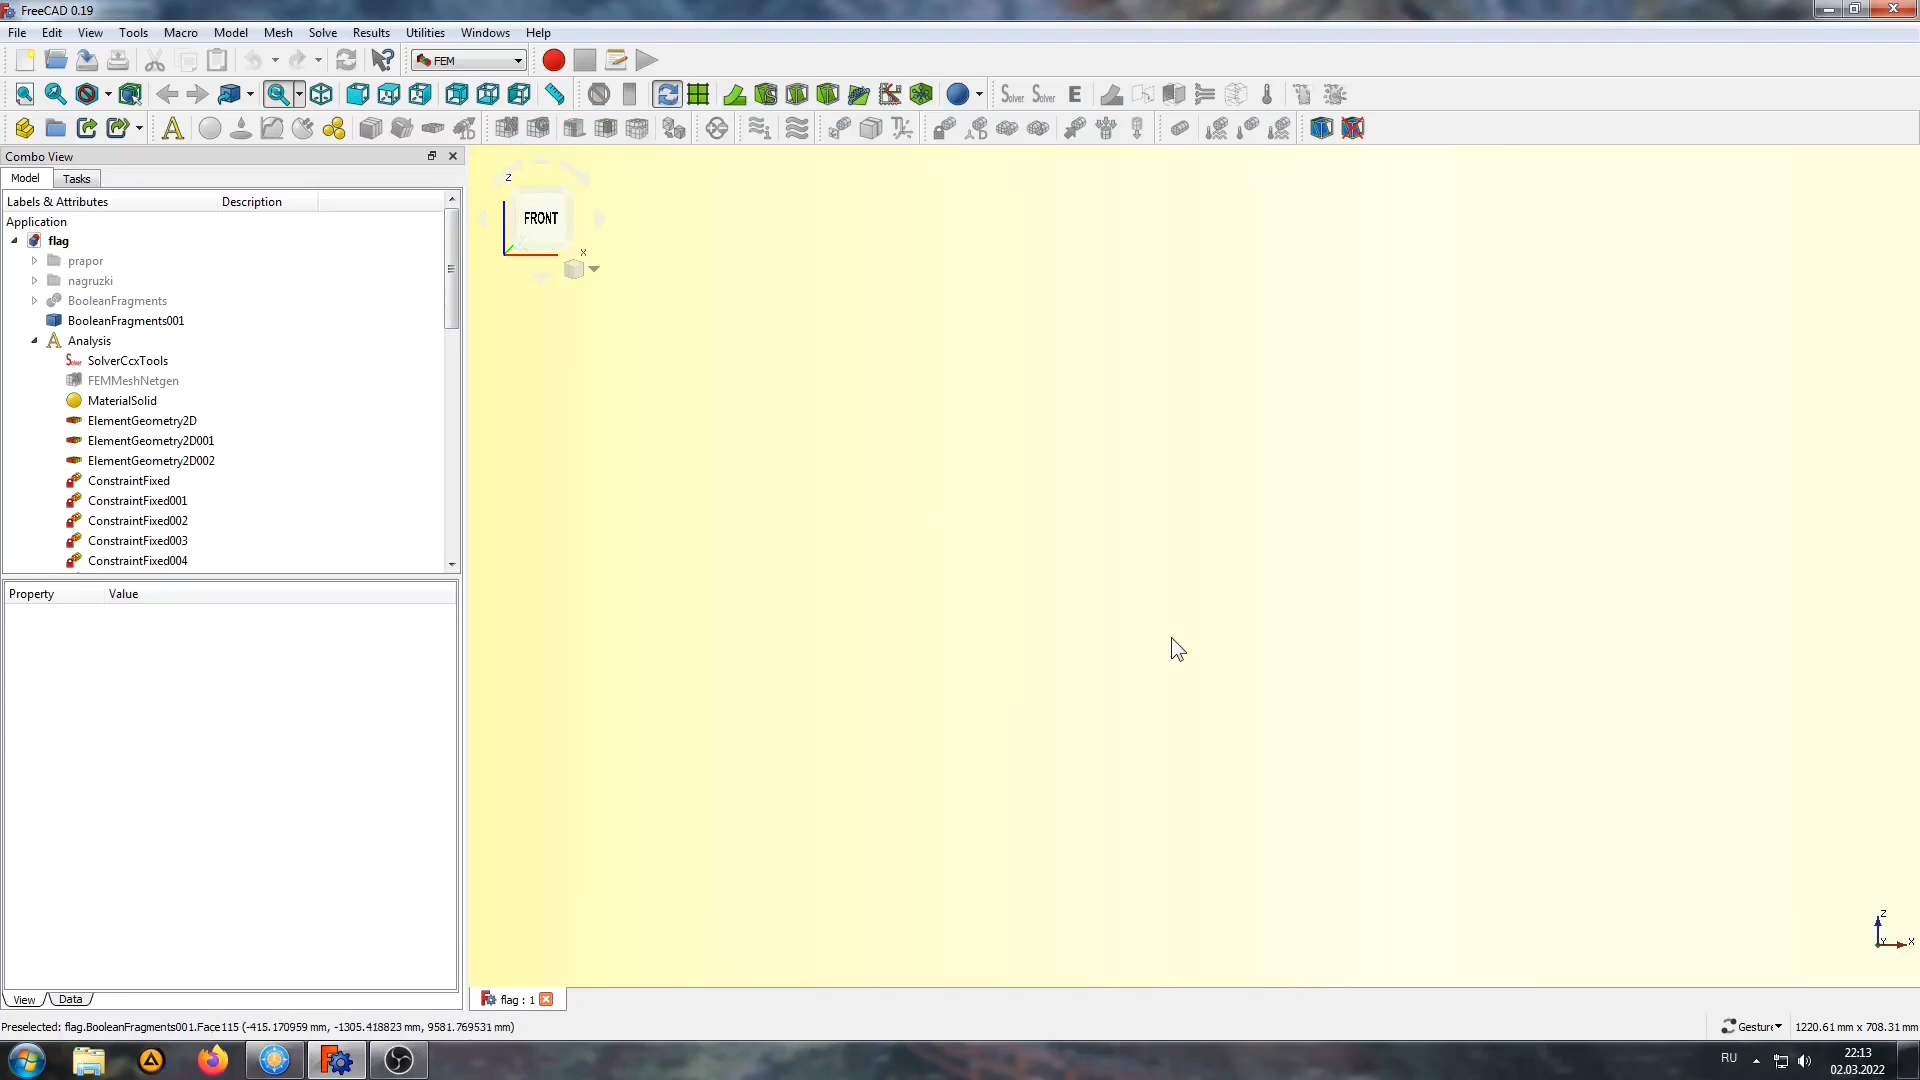 FreeCAD 0.19
File Edit View Tools Macro Model Mesh Solve Results Utilities Windows Help
FEM
Solver Solver E
A 1D
Combo View
Model Tasks
Labels & Attributes Description
Application
flag
prapor
nagruzki
BooleanFragments
BooleanFragments001
Analysis
SolverCcxTools
FEMMeshNetgen
MaterialSolid
ElementGeometry2D
ElementGeometry2D001
ElementGeometry2D002
ConstraintFixed
ConstraintFixed001
ConstraintFixed002
ConstraintFixed003
ConstraintFixed004
Property Value
View Data
Z
FRONT
X
Z
Y X
flag : 1
Preselected: flag.BooleanFragments001.Face115 (-415.170959 mm, -1305.418823 mm, 9581.769531 mm)
Gesture 1220.61 mm x 708.31 mm
RU
22:13
02.03.2022